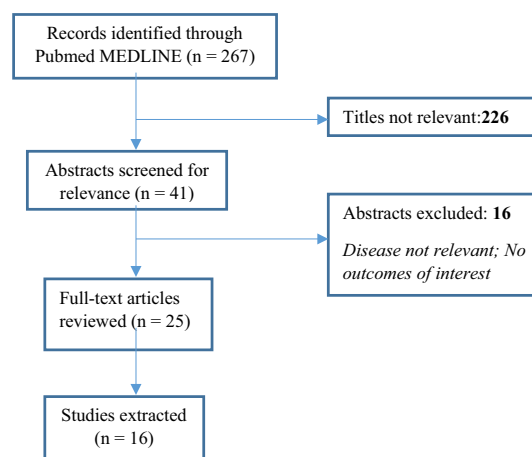 Records identified through
Pubmed MEDLINE (n = 267)
Titles not relevant:226
Abstracts screened for
relevance (n = 41)
Abstracts excluded: 16
Disease not relevant; No
outcomes of interest
Full-text articles
reviewed (n = 25)
Studies extracted
(n = 16)